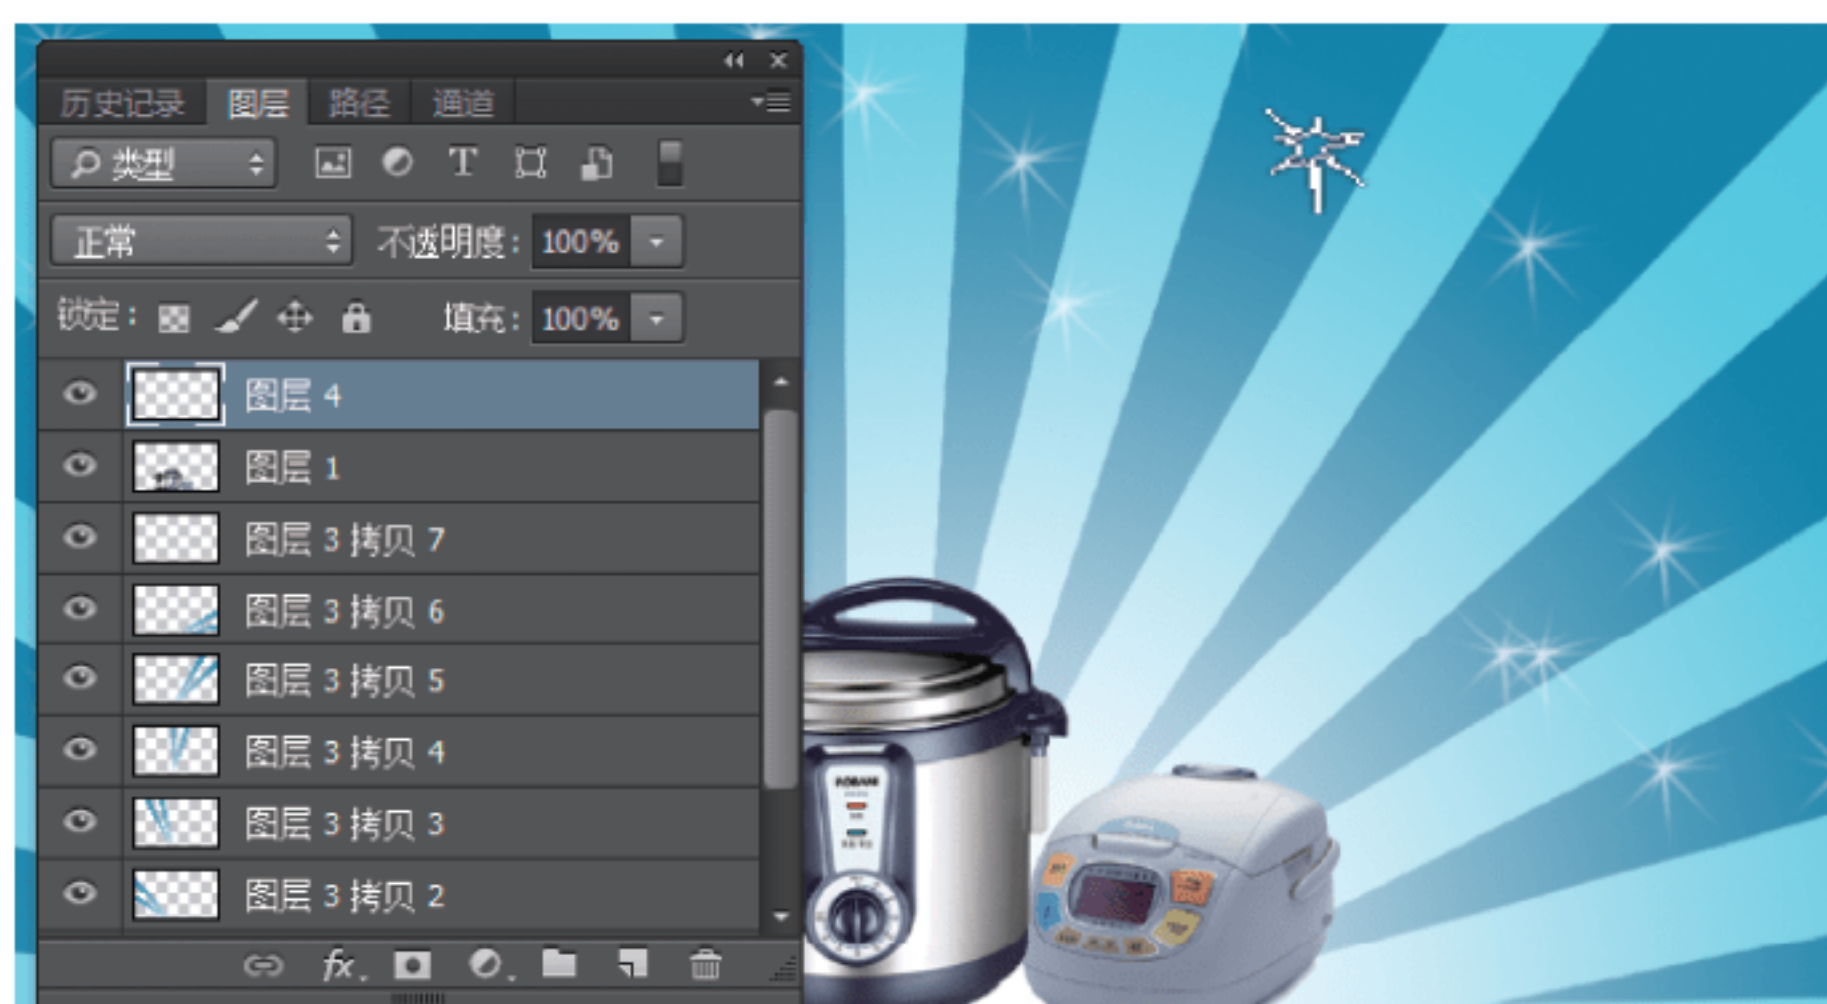 历史记录 图层 路径 通道
类型 T
正常 不透明度: 100%
锁定: 填充: 100%
图层 4
图层 1
图层 3 拷贝 7
图层 3 拷贝 6
图层 3 拷贝 5
图层 3 拷贝 4
图层 3 拷贝 3
图层 3 拷贝 2
fx.